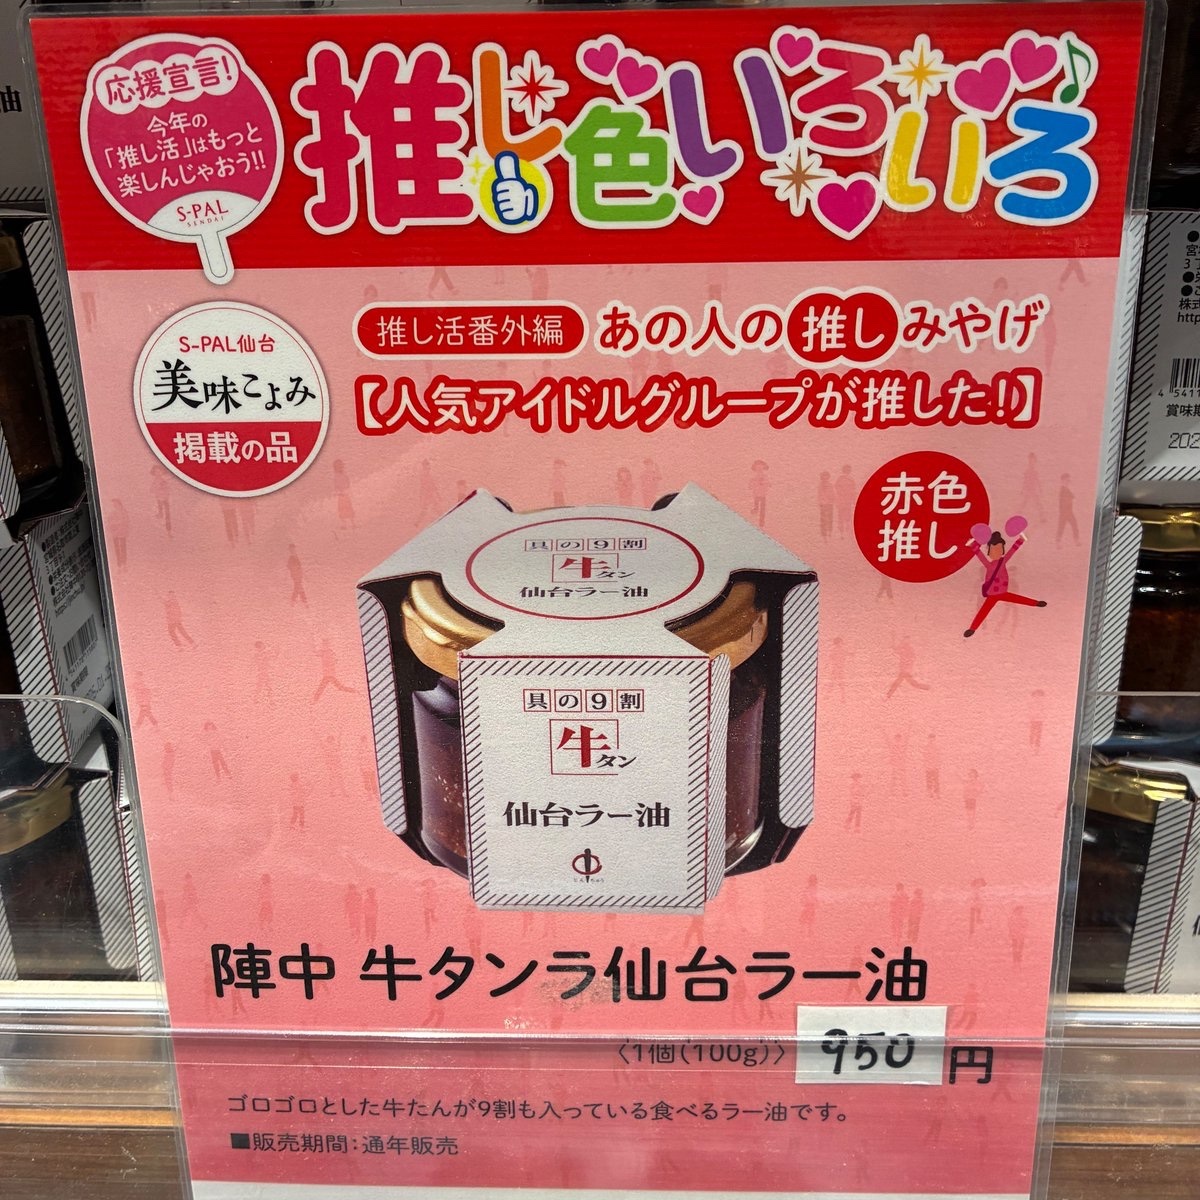 応援宣言!
今年の
「推し活」はもっと
楽しんじゃおう!!
S-PAL
SENDAI
推し色いろいろ
S-PAL仙台
美味こよみ
掲載の品
推し活番外編 あの人の推しみやげ
【人気アイドルグループが推した!】
赤色
推し
具の9割
牛タン
仙台ラー油
具の9割
牛タン
仙台ラー油
陣中 牛タンラ仙台ラー油
〈1個(100g)〉 950円
ゴロゴロとした牛たんが9割も入っている食べるラー油です。
■販売期間:通年販売